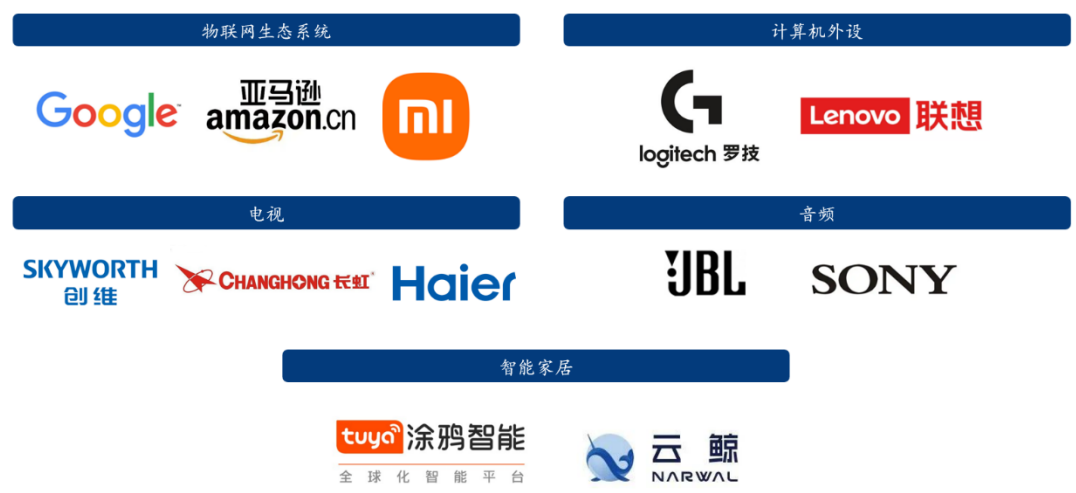 物联网生态系统
计算机外设
Google™
亚马逊
amazon.cn
mi
logitech 罗技
Lenovo 联想
电视
音频
SKYWORTH
创维
CHANGHONG 长虹®
Haier
JBL
SONY
智能家居
tuya 涂鸦智能
全球化智能平台
云鲸
NARWAL